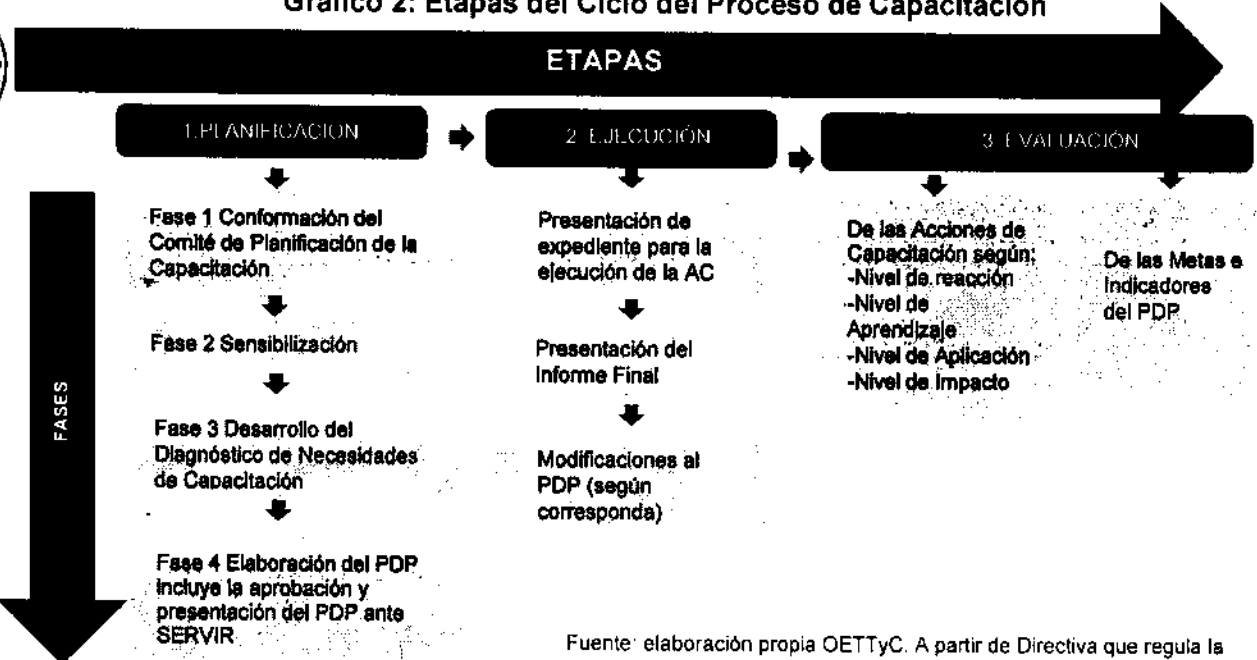 Gráfico 2: Etapas del Ciclo del Proceso de Capacitación
ETAPAS
1.PLANIFICACION
2. EJECUCIÓN
3. EVALUACIÓN
FASES
Fase 1 Conformación del
Comité de Planificación de la
Capacitación
Fase 2 Sensibilización
Fase 3 Desarrollo del
Diagnóstico de Necesidades
de Capacitación
Fase 4 Elaboración del PDP
incluye la aprobación y
presentación del PDP ante
SERVIR
Presentación de
expediente para la
ejecución de la AC
Presentación del
Informe Final
Modificaciones al
PDP (según
corresponda)
De las Acciones de
Capacitación según:
-Nivel de reacción
-Nivel de
Aprendizaje
-Nivel de Aplicación
-Nivel de Impacto
De las Metas e
Indicadores
del PDP
Fuente: elaboración propia OETTyC. A partir de Directiva que regula la